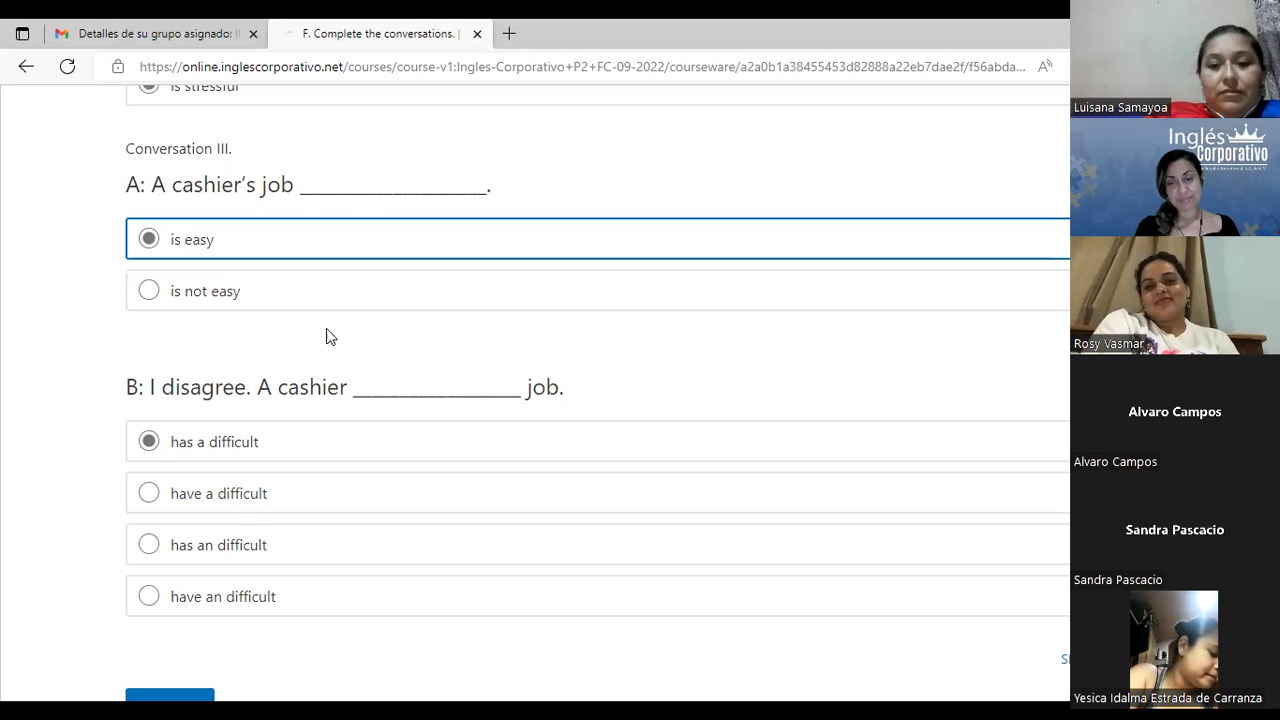 Detalles de su grupo asignado: I
F. Complete the conversations. |
https://online.inglescorporativo.net/courses/course-v1:Ingles-Corporativo+P2+FC-09-2022/courseware/a2a0b1a38455453d82888a22eb7dae2f/f56abda...
is stressful
Conversation III.
A: A cashier's job ___________________.
is easy
is not easy
B: I disagree. A cashier _________________ job.
has a difficult
have a difficult
has an difficult
have an difficult
Luisana Samayoa
Inglés
Corporativo
Rosy Vasmar
Alvaro Campos
Alvaro Campos
Sandra Pascacio
Sandra Pascacio
Yesica Idalma Estrada de Carranza